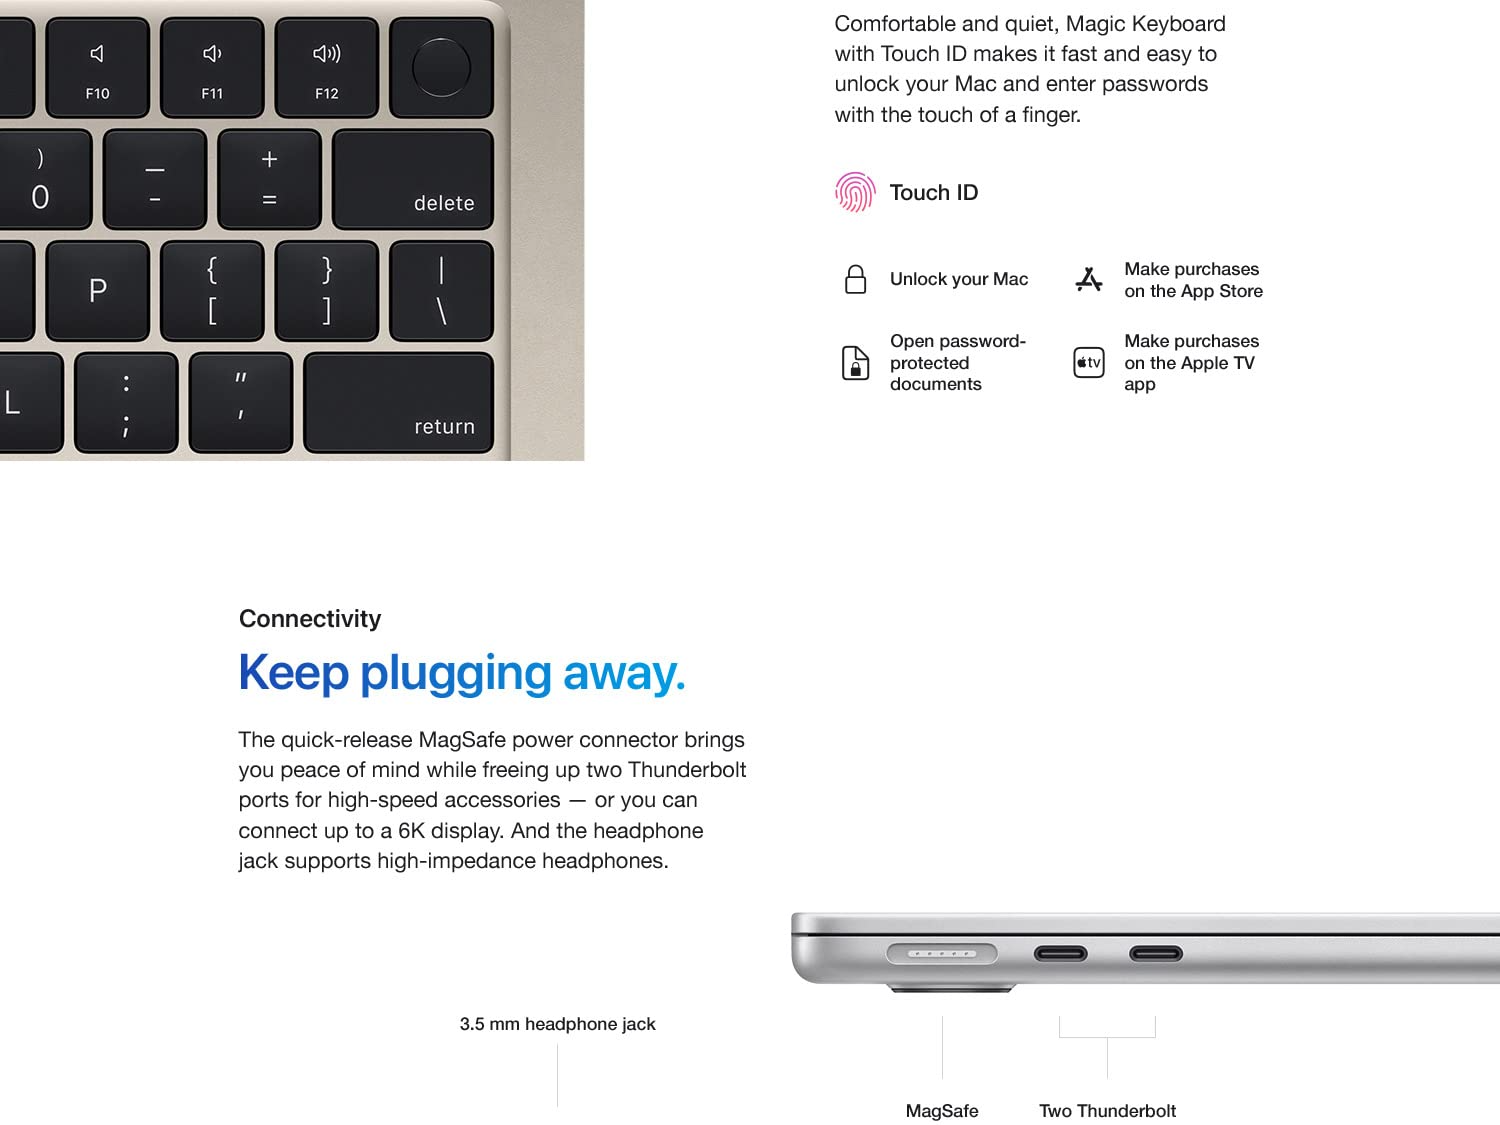 F10
F11
F12
)
0
_
-
+
=
delete
P
{
[
}
]
|
\
L
:
;
"
'
return
Comfortable and quiet, Magic Keyboard
with Touch ID makes it fast and easy to
unlock your Mac and enter passwords
with the touch of a finger.
Touch ID
Unlock your Mac
Make purchases
on the App Store
Open password-
protected
documents
tv
Make purchases
on the Apple TV
app
Connectivity
Keep plugging away.
The quick-release MagSafe power connector brings
you peace of mind while freeing up two Thunderbolt
ports for high-speed accessories — or you can
connect up to a 6K display. And the headphone
jack supports high-impedance headphones.
3.5 mm headphone jack
MagSafe
Two Thunderbolt